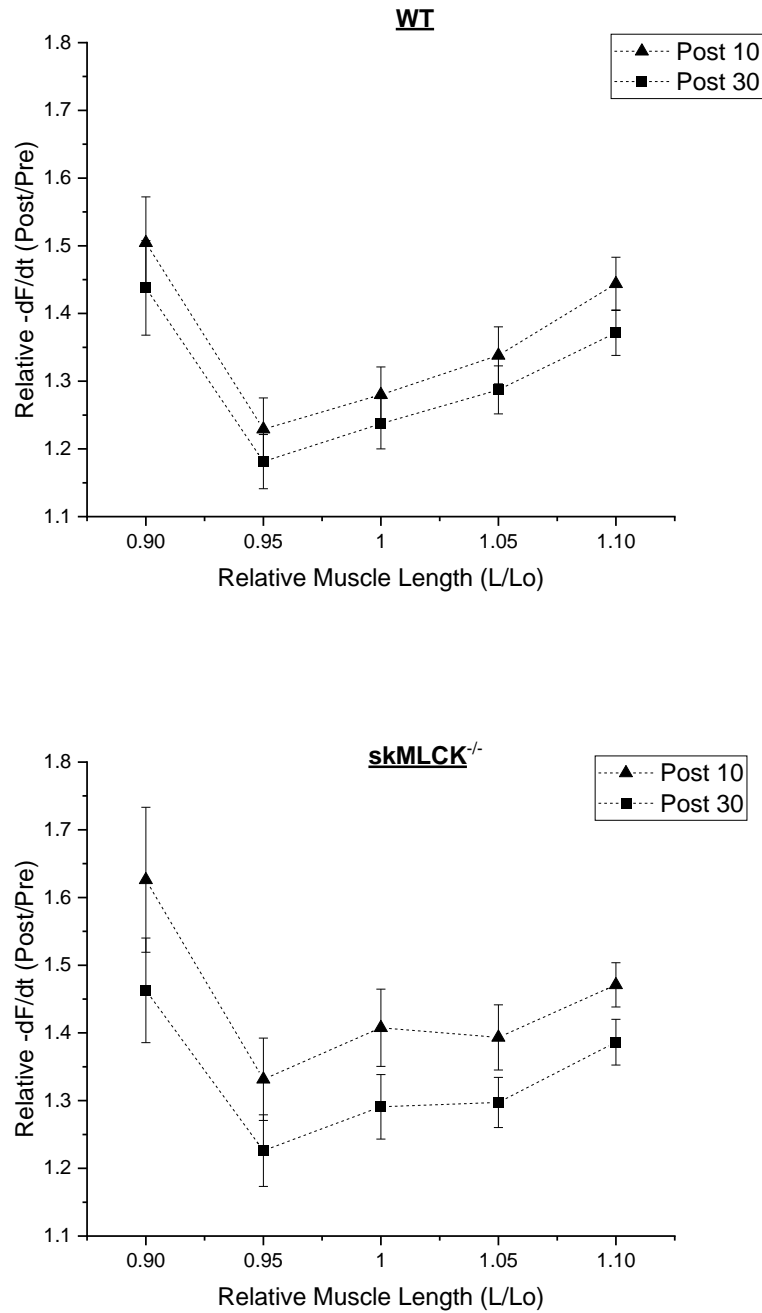 WT
Post 10
Post 30
Relative -dF/dt (Post/Pre)
1.8
1.7
1.6
1.5
1.4
1.3
1.2
1.1
0.90 0.95 1 1.05 1.10
Relative Muscle Length (L/Lo)
skMLCK-/-
Post 10
Post 30
Relative -dF/dt (Post/Pre)
1.8
1.7
1.6
1.5
1.4
1.3
1.2
1.1
0.90 0.95 1 1.05 1.10
Relative Muscle Length (L/Lo)